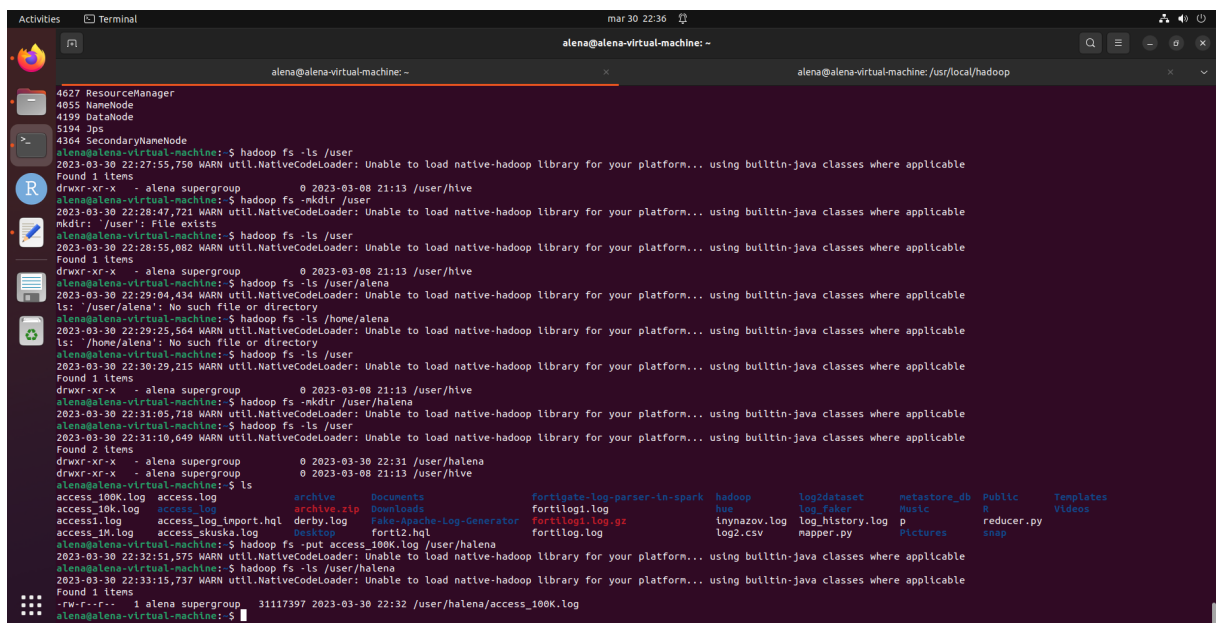 Activities Terminal mar 30 22:36
alena@alena-virtual-machine: ~
alena@alena-virtual-machine: ~ × alena@alena-virtual-machine: /usr/local/hadoop ×
4627 ResourceManager
4055 NameNode
4199 DataNode
5194 Jps
4364 SecondaryNameNode
alena@alena-virtual-machine:~$ hadoop fs -ls /user
2023-03-30 22:27:55,750 WARN util.NativeCodeLoader: Unable to load native-hadoop library for your platform... using builtin-java classes where applicable
Found 1 items
drwxr-xr-x - alena supergroup 0 2023-03-08 21:13 /user/hive
alena@alena-virtual-machine:~$ hadoop fs -mkdir /user
2023-03-30 22:28:47,721 WARN util.NativeCodeLoader: Unable to load native-hadoop library for your platform... using builtin-java classes where applicable
mkdir: `/user': File exists
alena@alena-virtual-machine:~$ hadoop fs -ls /user
2023-03-30 22:28:55,082 WARN util.NativeCodeLoader: Unable to load native-hadoop library for your platform... using builtin-java classes where applicable
Found 1 items
drwxr-xr-x - alena supergroup 0 2023-03-08 21:13 /user/hive
alena@alena-virtual-machine:~$ hadoop fs -ls /user/alena
2023-03-30 22:29:04,434 WARN util.NativeCodeLoader: Unable to load native-hadoop library for your platform... using builtin-java classes where applicable
ls: `/user/alena': No such file or directory
alena@alena-virtual-machine:~$ hadoop fs -ls /home/alena
2023-03-30 22:29:25,564 WARN util.NativeCodeLoader: Unable to load native-hadoop library for your platform... using builtin-java classes where applicable
ls: `/home/alena': No such file or directory
alena@alena-virtual-machine:~$ hadoop fs -ls /user
2023-03-30 22:30:29,215 WARN util.NativeCodeLoader: Unable to load native-hadoop library for your platform... using builtin-java classes where applicable
Found 1 items
drwxr-xr-x - alena supergroup 0 2023-03-08 21:13 /user/hive
alena@alena-virtual-machine:~$ hadoop fs -mkdir /user/halena
2023-03-30 22:31:05,718 WARN util.NativeCodeLoader: Unable to load native-hadoop library for your platform... using builtin-java classes where applicable
alena@alena-virtual-machine:~$ hadoop fs -ls /user
2023-03-30 22:31:10,649 WARN util.NativeCodeLoader: Unable to load native-hadoop library for your platform... using builtin-java classes where applicable
Found 2 items
drwxr-xr-x - alena supergroup 0 2023-03-30 22:31 /user/halena
drwxr-xr-x - alena supergroup 0 2023-03-08 21:13 /user/hive
alena@alena-virtual-machine:~$ ls
access_100K.log access.log archive Documents fortigate-log-parser-in-spark hadoop log2dataset metastore_db Public Templates
access_10k.log access_log archive.zip Downloads fortilog1.log hue log_faker Music R Videos
access1.log access_log_import.hql derby.log Fake-Apache-Log-Generator fortilog1.log.gz inynazov.log log_history.log p reducer.py
access_1M.log access_skuska.log Desktop forti2.hql fortilog.log log2.csv mapper.py Pictures snap
alena@alena-virtual-machine:~$ hadoop fs -put access_100K.log /user/halena
2023-03-30 22:32:51,575 WARN util.NativeCodeLoader: Unable to load native-hadoop library for your platform... using builtin-java classes where applicable
alena@alena-virtual-machine:~$ hadoop fs -ls /user/halena
2023-03-30 22:33:15,737 WARN util.NativeCodeLoader: Unable to load native-hadoop library for your platform... using builtin-java classes where applicable
Found 1 items
-rw-r--r-- 1 alena supergroup 31117397 2023-03-30 22:32 /user/halena/access_100K.log
alena@alena-virtual-machine:~$